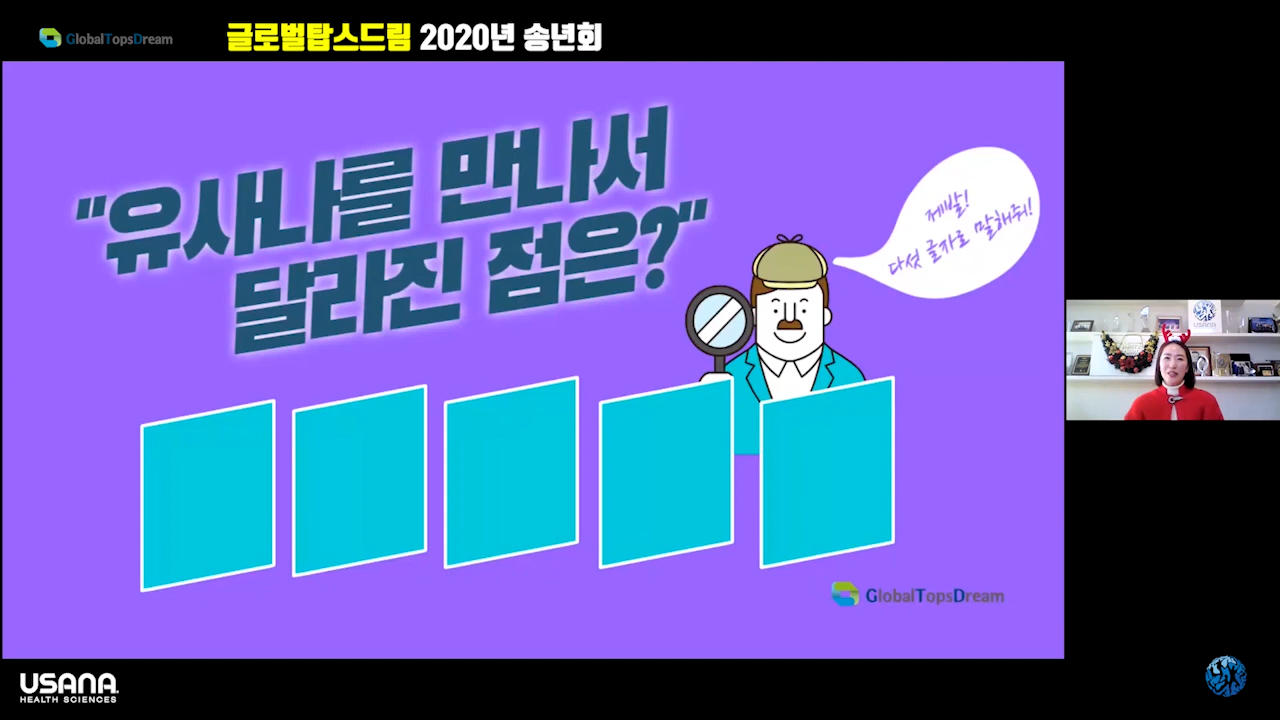 GlobalTopsDream
글로벌탑스드림 2020년 송년회
"유사나를 만나서
달라진 점은?"
제발!
다섯 글자로 말해줘!
USANA
GlobalTopsDream
USANA
HEALTH SCIENCES